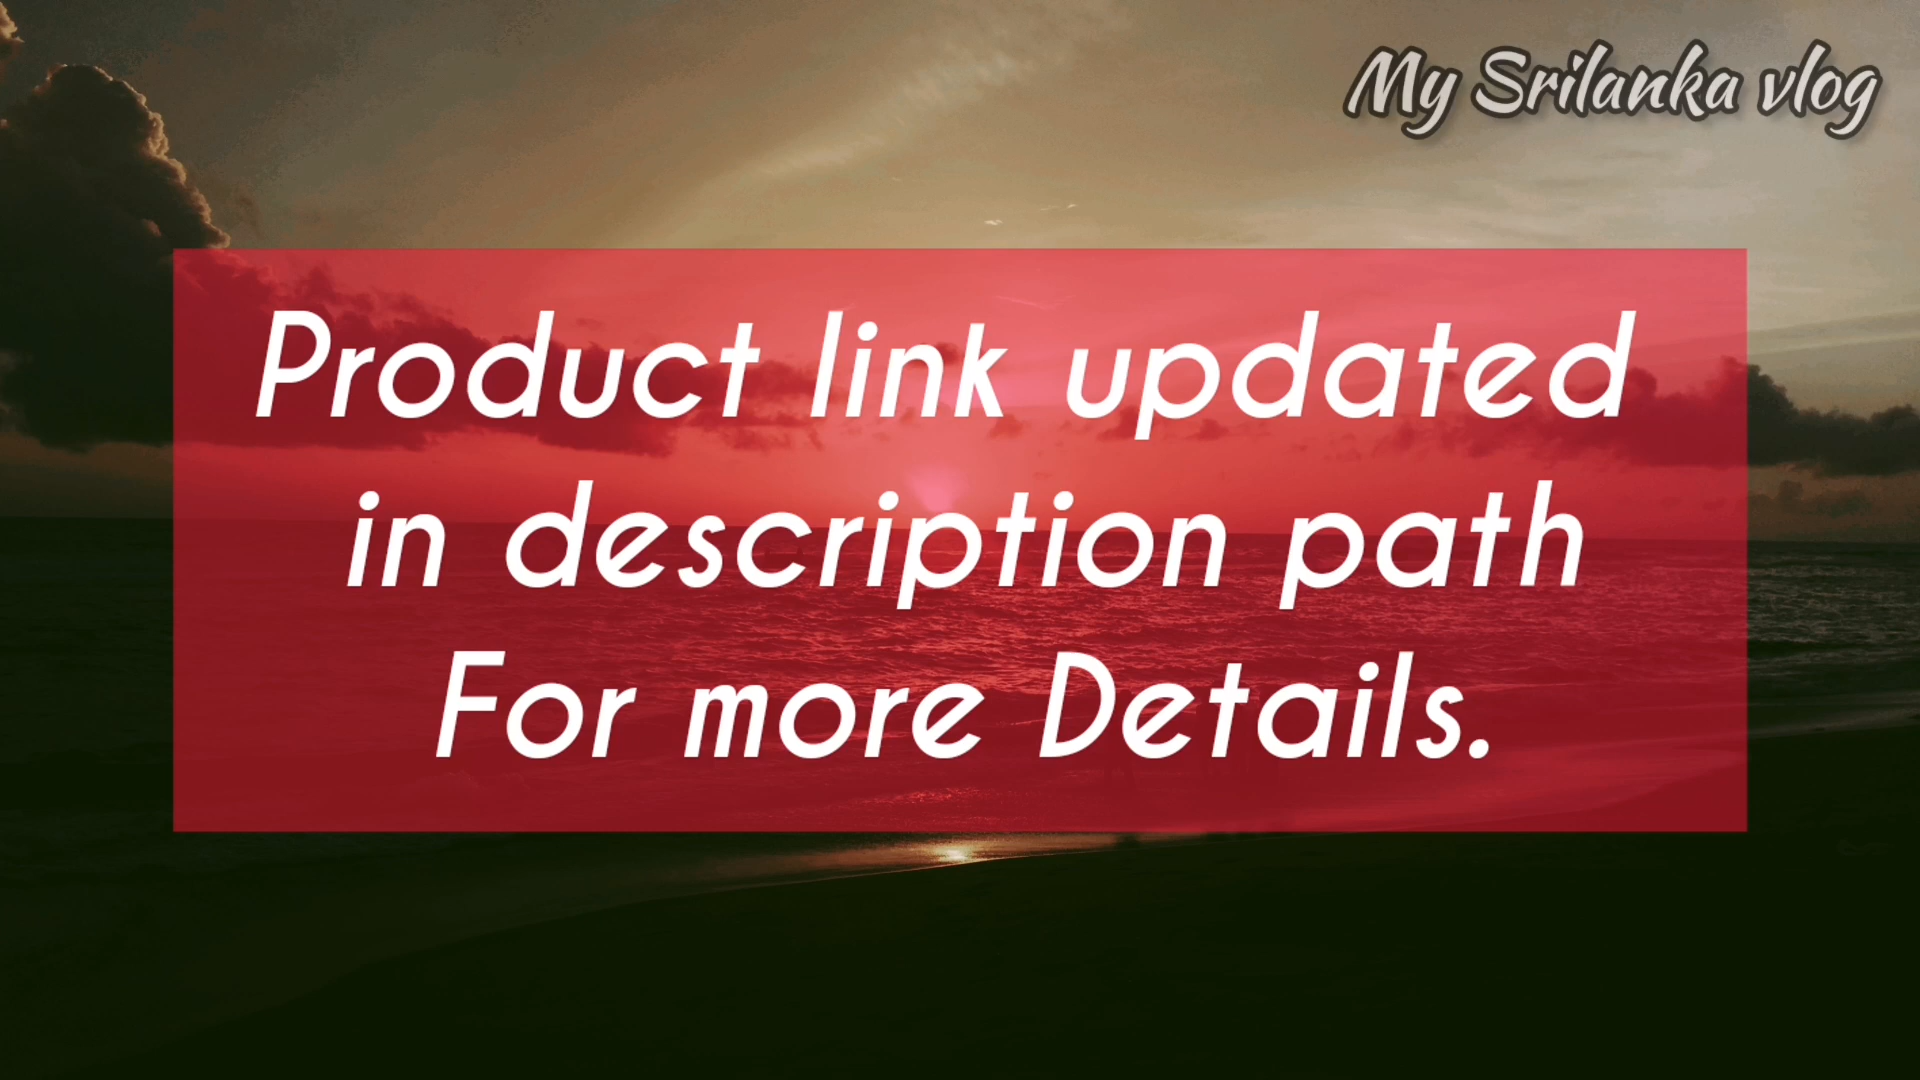 My Srilanka vlog
Product link updated
in description path
For more Details.